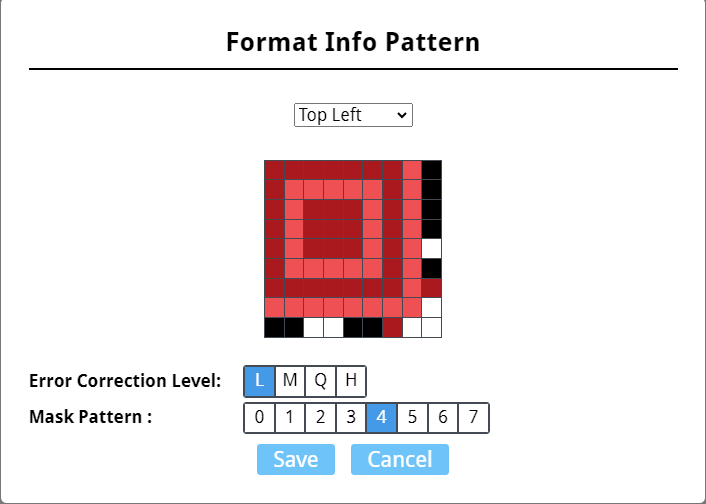 Format Info Pattern
Top Left
Error Correction Level: L M Q H
Mask Pattern : 0 1 2 3 4 5 6 7
Save Cancel